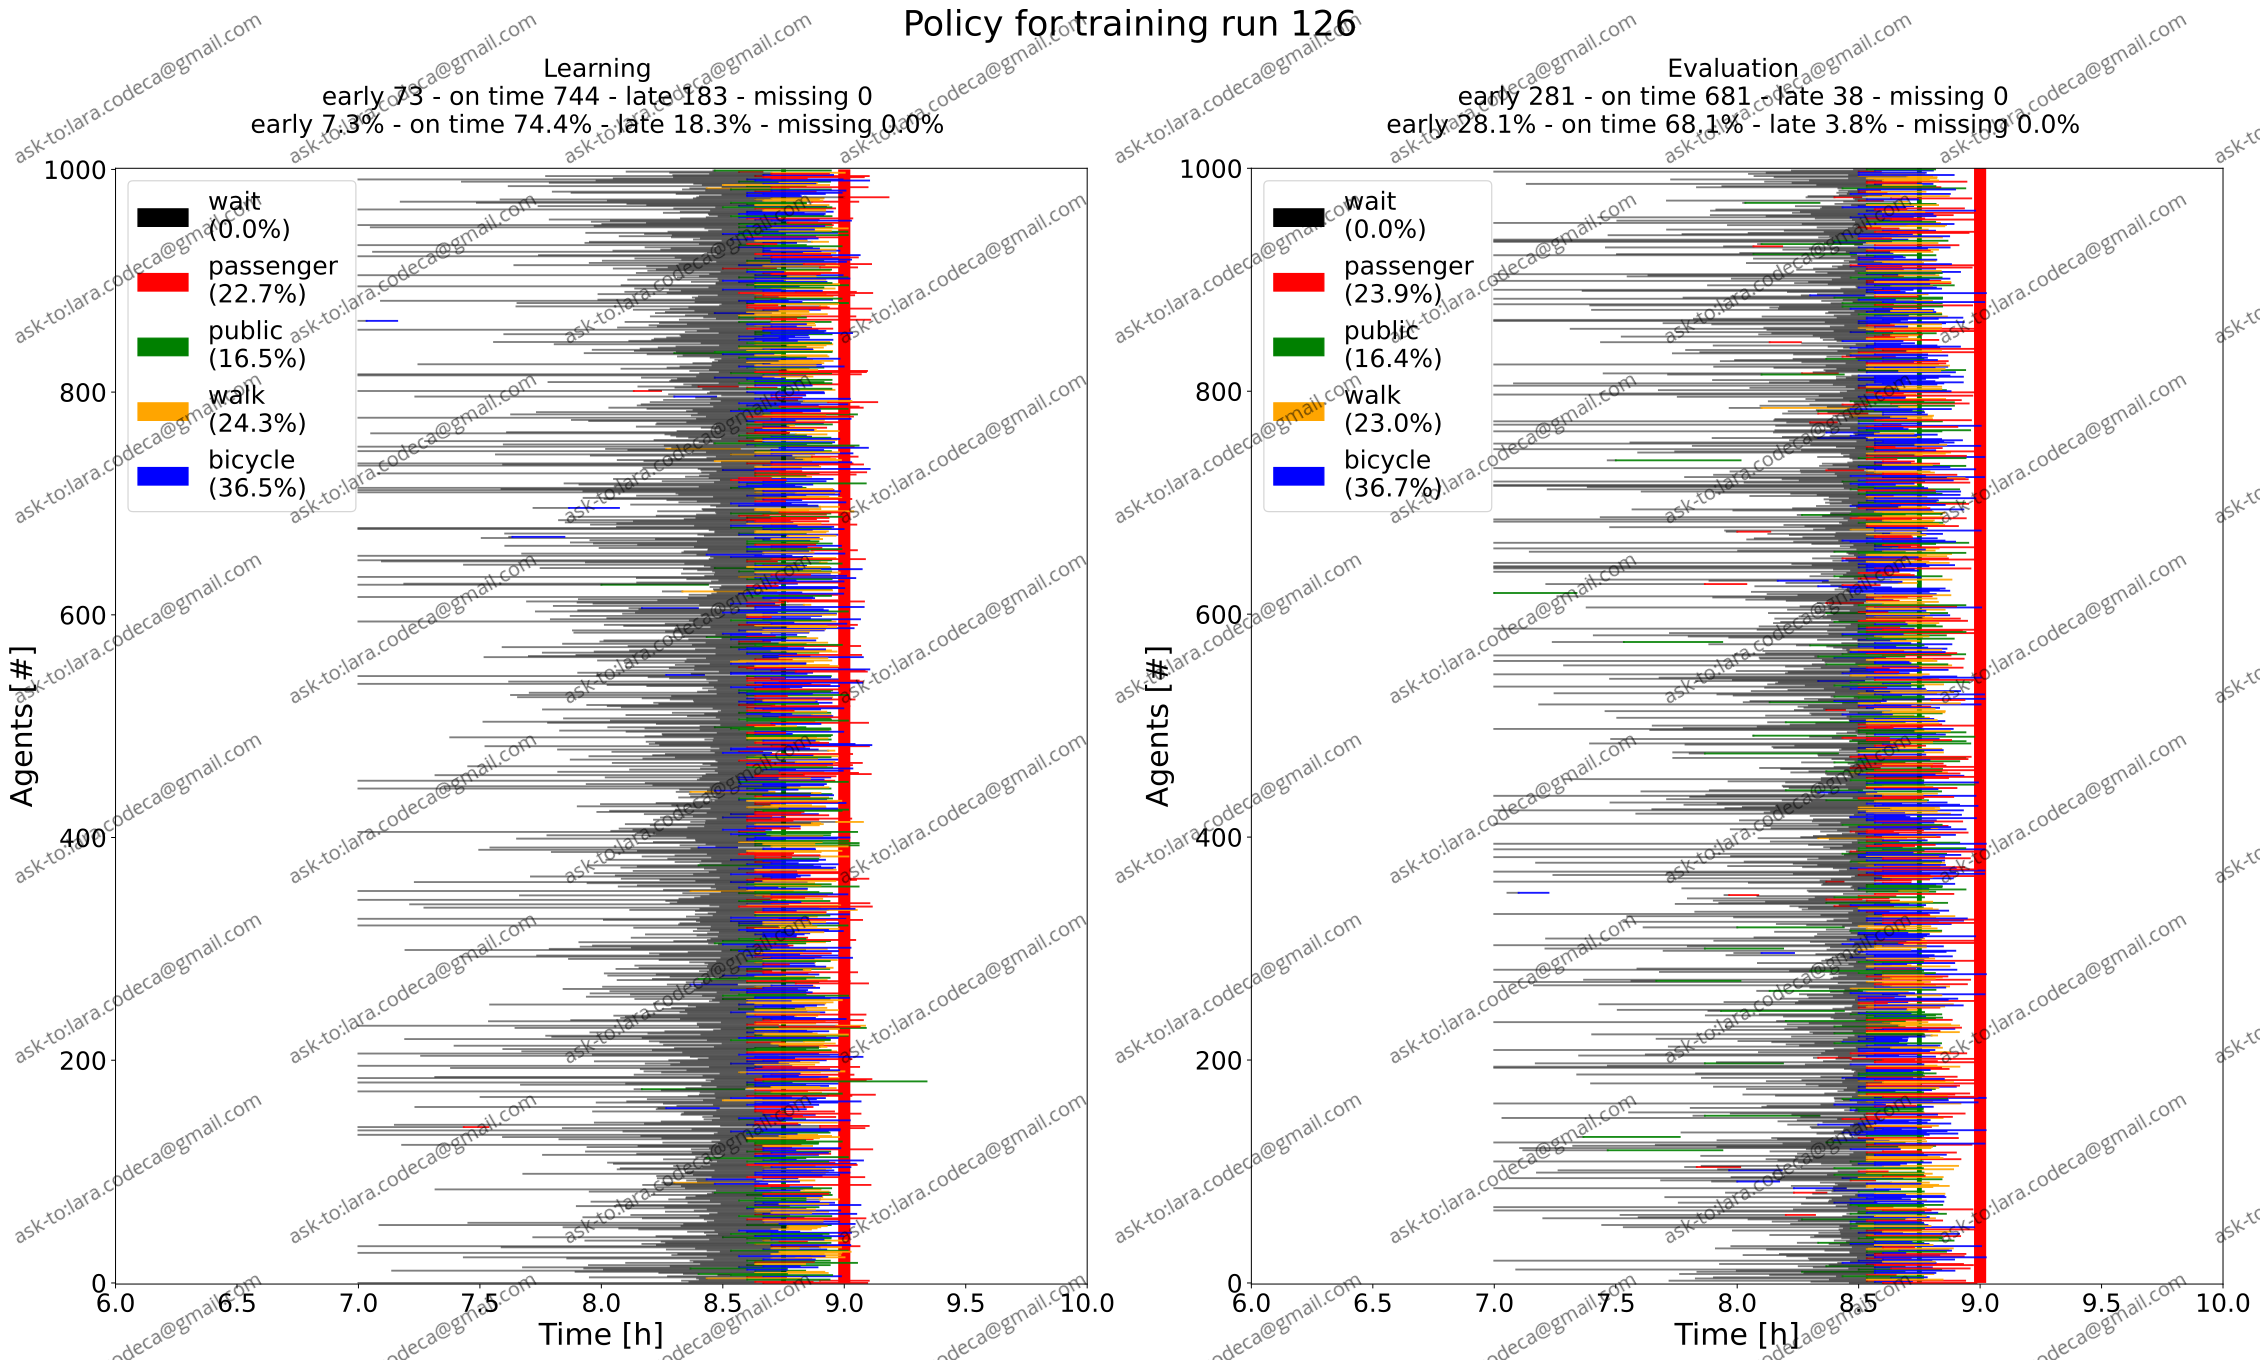 Policy for training run 126
Learning
early 73 - on time 744 - late 183 - missing 0
early 7.3% - on time 74.4% - late 18.3% - missing 0.0%
1000
800
600
400
200
0
Agents [#]
wait
(0.0%)
passenger
(22.7%)
public
(16.5%)
walk
(24.3%)
bicycle
(36.5%)
6.0 6.5 7.0 7.5 8.0 8.5 9.0 9.5 10.0
Time [h]
Evaluation
early 281 - on time 681 - late 38 - missing 0
early 28.1% - on time 68.1% - late 3.8% - missing 0.0%
1000
800
600
400
200
0
Agents [#]
wait
(0.0%)
passenger
(23.9%)
public
(16.4%)
walk
(23.0%)
bicycle
(36.7%)
6.0 6.5 7.0 7.5 8.0 8.5 9.0 9.5 10.0
Time [h]
ask-to:lara.codeca@gmail.com